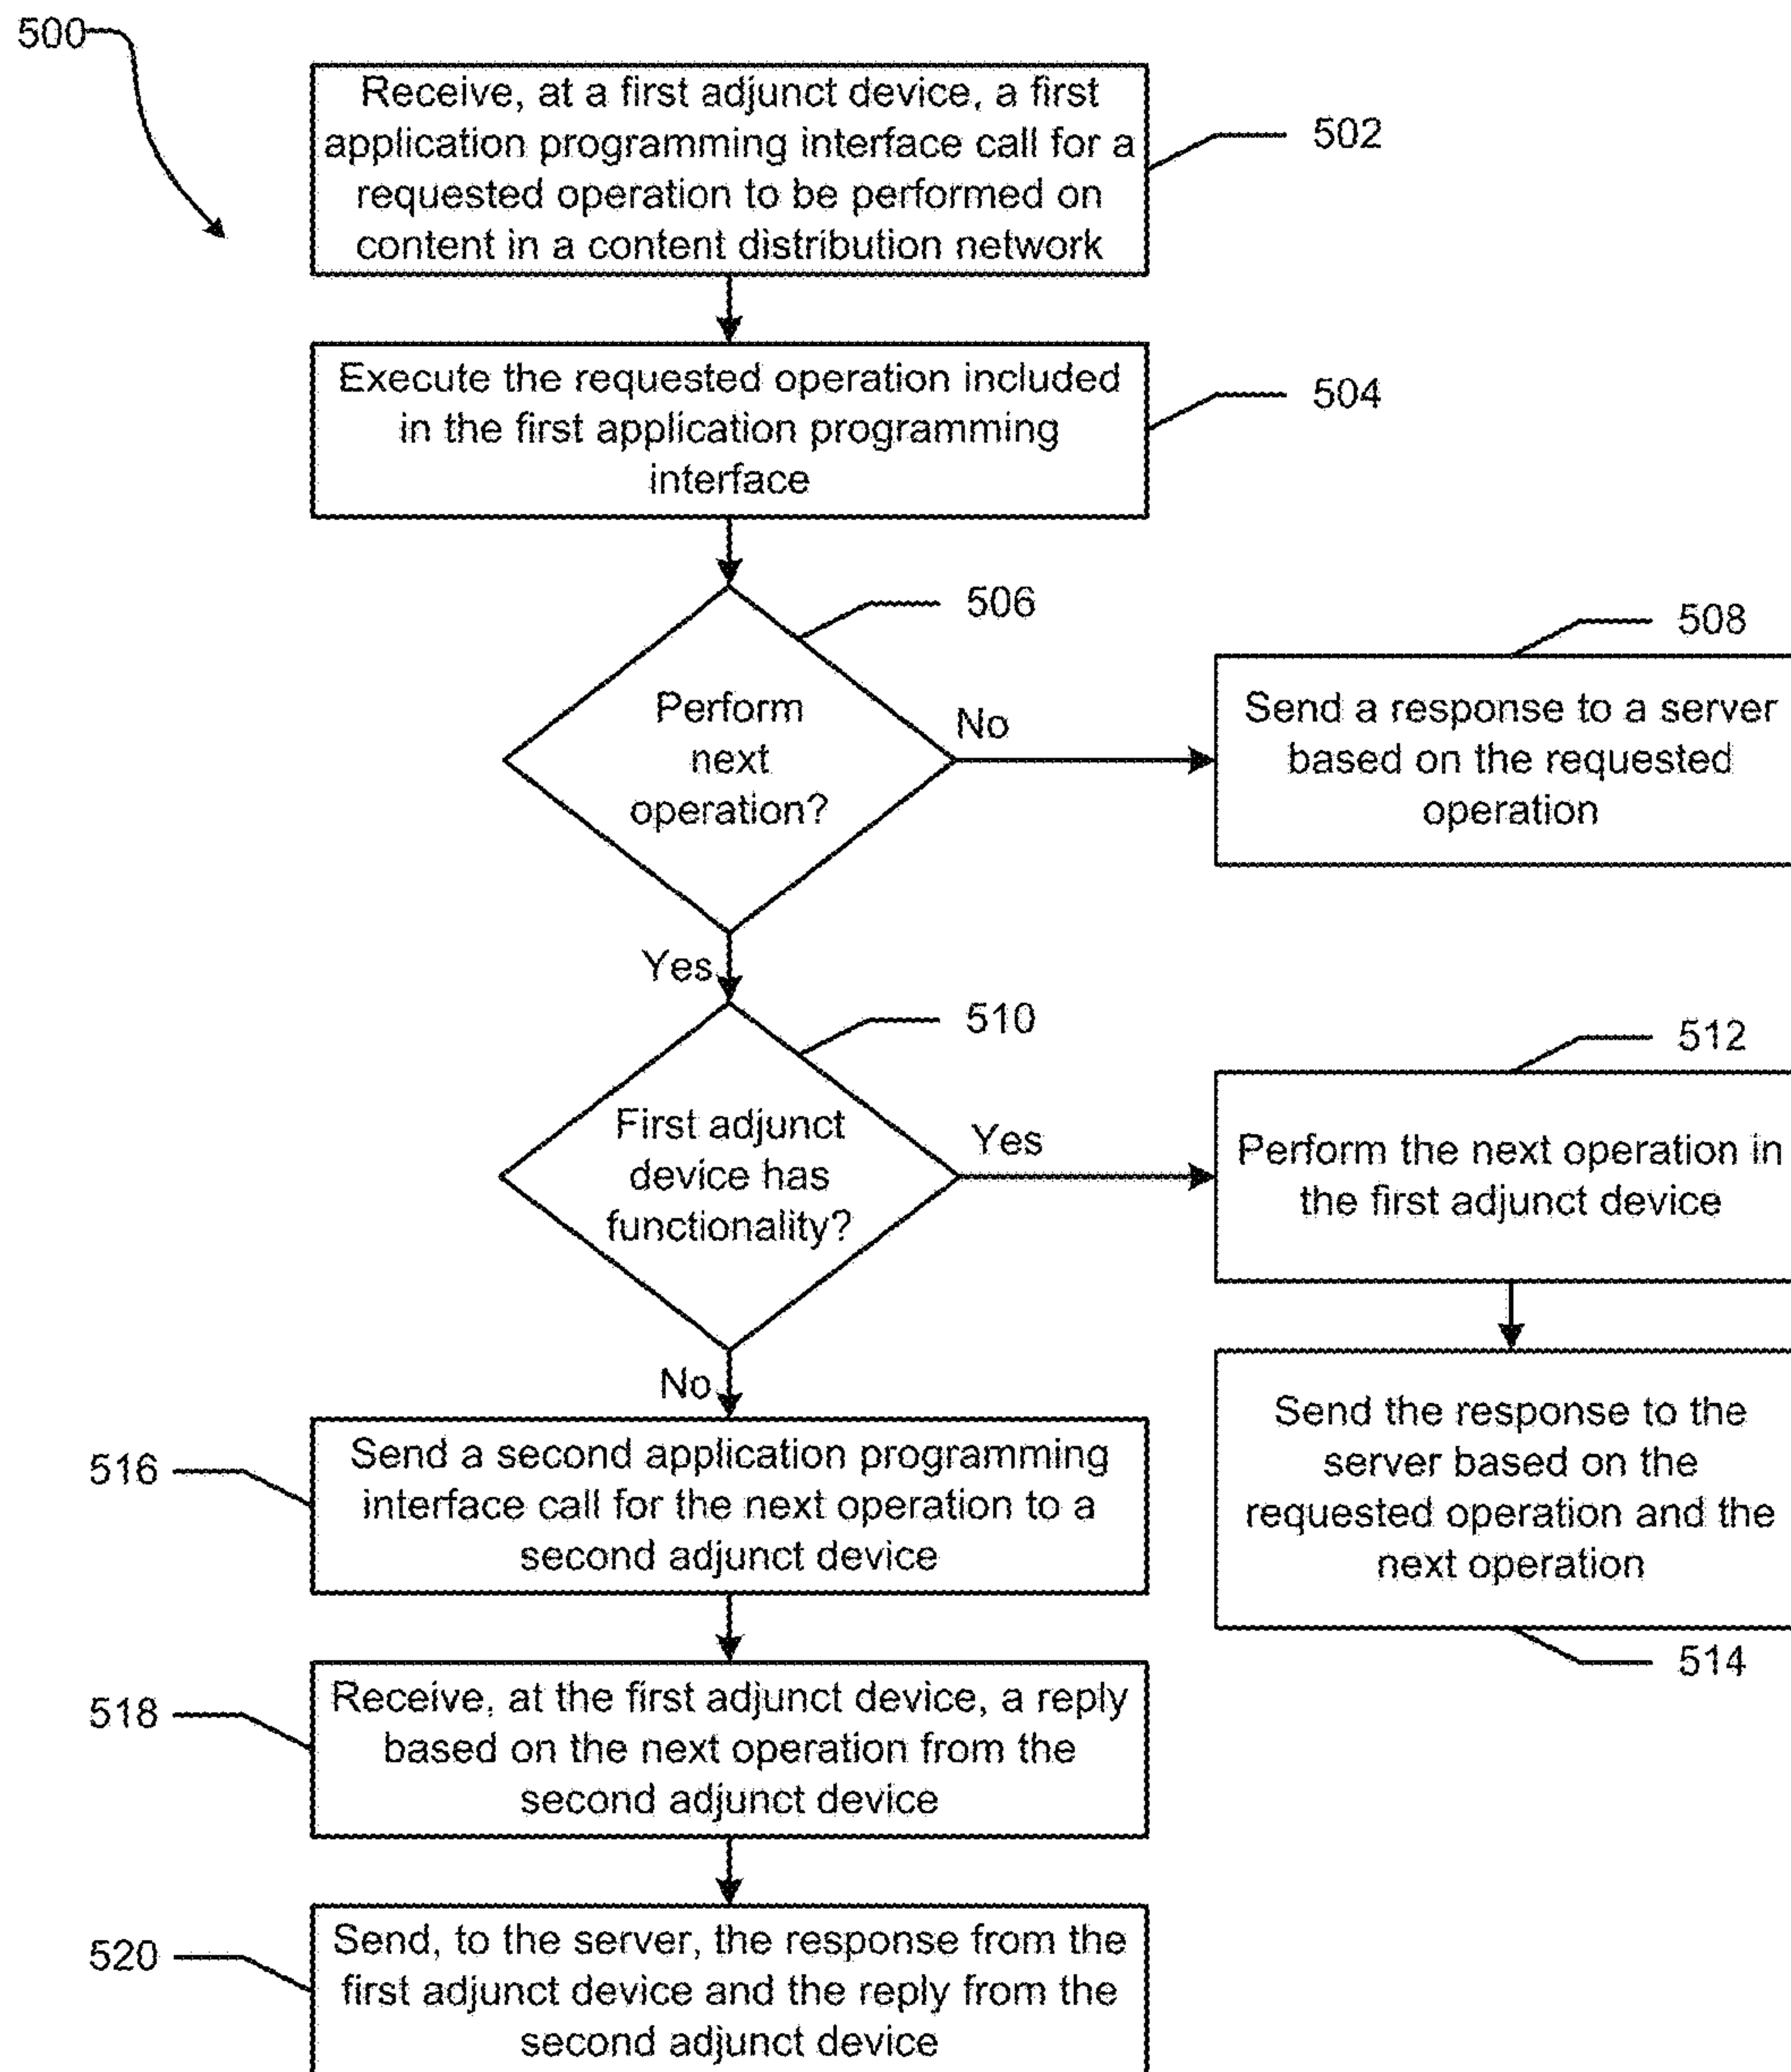 500
Receive, at a first adjunct device, a first
application programming interface call for a
requested operation to be performed on
content in a content distribution network
502
Execute the requested operation included
in the first application programming
interface
504
506
Perform
next
operation?
No
508
Send a response to a server
based on the requested
operation
Yes
510
First adjunct
device has
functionality?
Yes
512
Perform the next operation in
the first adjunct device
Send the response to the
server based on the
requested operation and the
next operation
514
No
516
Send a second application programming
interface call for the next operation to a
second adjunct device
518
Receive, at the first adjunct device, a reply
based on the next operation from the
second adjunct device
520
Send, to the server, the response from the
first adjunct device and the reply from the
second adjunct device